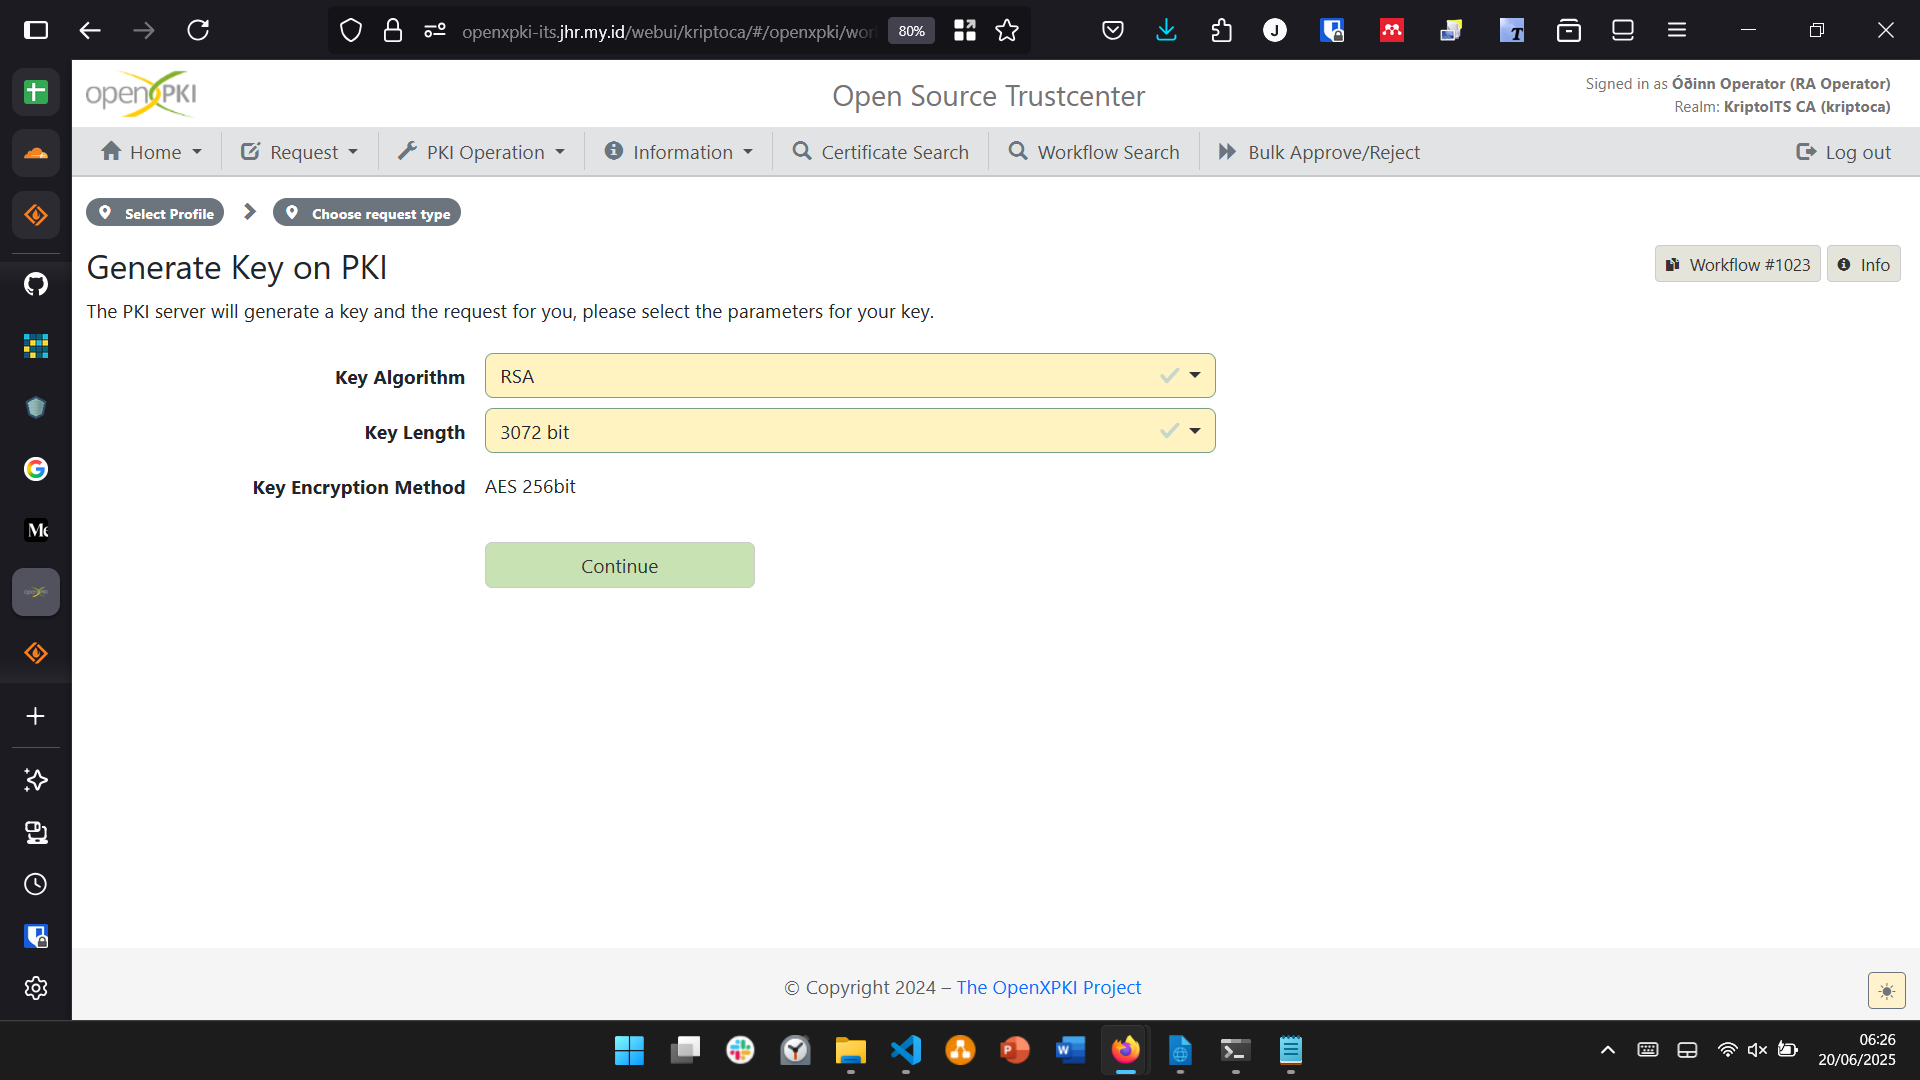 openxpki-its.jhr.my.id/webui/kriptoca/#/openxpki/wor
80%
J
T
openXPKI
Open Source Trustcenter
Signed in as Óðinn Operator (RA Operator)
Realm: KriptoITS CA (kriptoca)
Home
Request
PKI Operation
Information
Certificate Search
Workflow Search
Bulk Approve/Reject
Log out
Select Profile
Choose request type
Generate Key on PKI
Workflow #1023
Info
The PKI server will generate a key and the request for you, please select the parameters for your key.
Key Algorithm
RSA
Key Length
3072 bit
Key Encryption Method
AES 256bit
Continue
Me
© Copyright 2024 – The OpenXPKI Project
P
W
06:26
20/06/2025